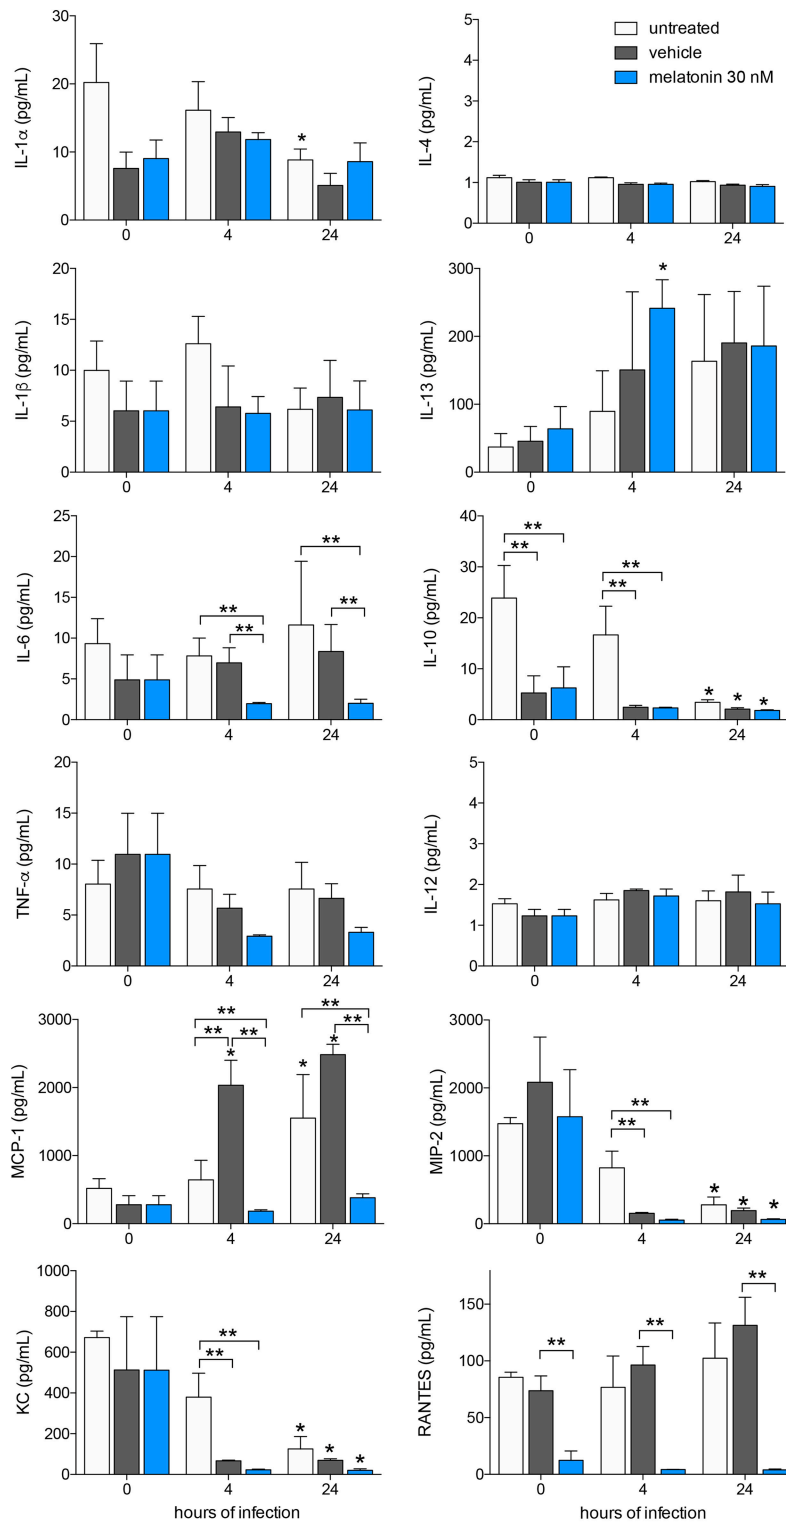 IL-1α (pg/mL)
30
20
10
0
*
0 4 24
IL-4 (pg/mL)
5
4
3
2
1
0
untreated
vehicle
melatonin 30 nM
0 4 24
IL-1β (pg/mL)
20
15
10
5
0
0 4 24
IL-13 (pg/mL)
300
200
100
0
*
0 4 24
IL-6 (pg/mL)
25
20
15
10
5
0
**
** **
**
0 4 24
IL-10 (pg/mL)
40
30
20
10
0
**
**
**
**
* * *
0 4 24
TNF-α (pg/mL)
20
15
10
5
0
0 4 24
IL-12 (pg/mL)
5
4
3
2
1
0
0 4 24
MCP-1 (pg/mL)
3000
2000
1000
0
** **
** ** **
* * *
0 4 24
MIP-2 (pg/mL)
3000
2000
1000
0
**
**
* * *
0 4 24
KC (pg/mL)
1000
800
600
400
200
0
**
**
* * *
0 4 24
hours of infection
RANTES (pg/mL)
150
100
50
0
** ** **
0 4 24
hours of infection